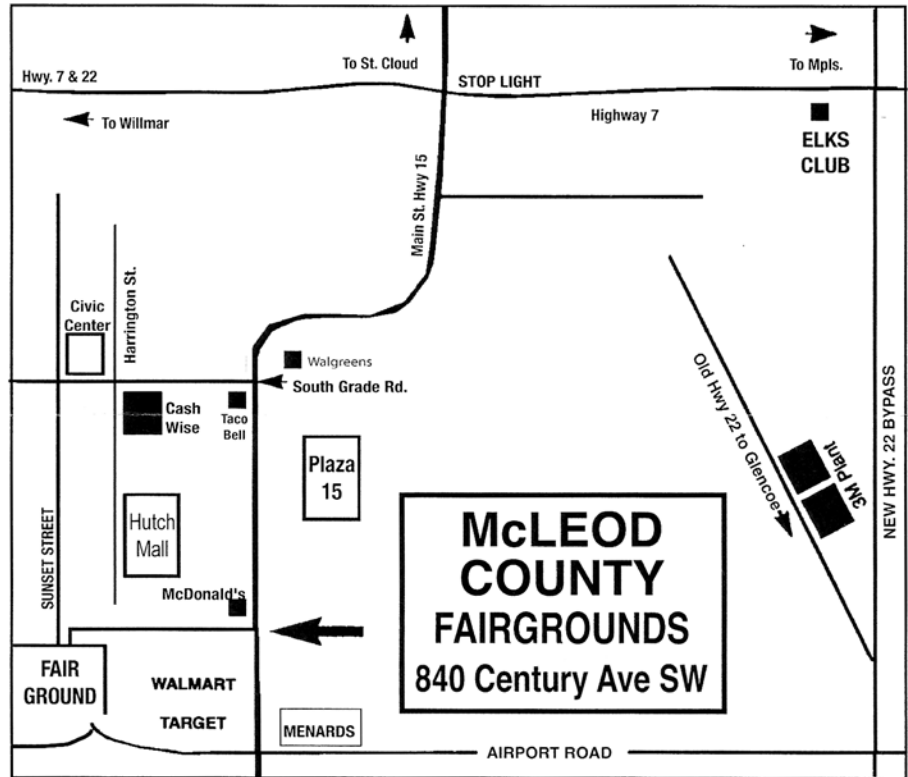 To St. Cloud
To Mpls.
Hwy. 7 & 22
STOP LIGHT
To Willmar
Highway 7
ELKS
CLUB
Main St. Hwy 15
Harrington St.
Civic
Center
Walgreens
South Grade Rd.
Cash
Wise
Taco
Bell
Old Hwy 22 to Glencoe
3M Plant
NEW HWY. 22 BYPASS
Plaza
15
Hutch
Mall
SUNSET STREET
McDonald's
McLEOD
COUNTY
FAIRGROUNDS
840 Century Ave SW
FAIR
GROUND
WALMART
TARGET
MENARDS
AIRPORT ROAD